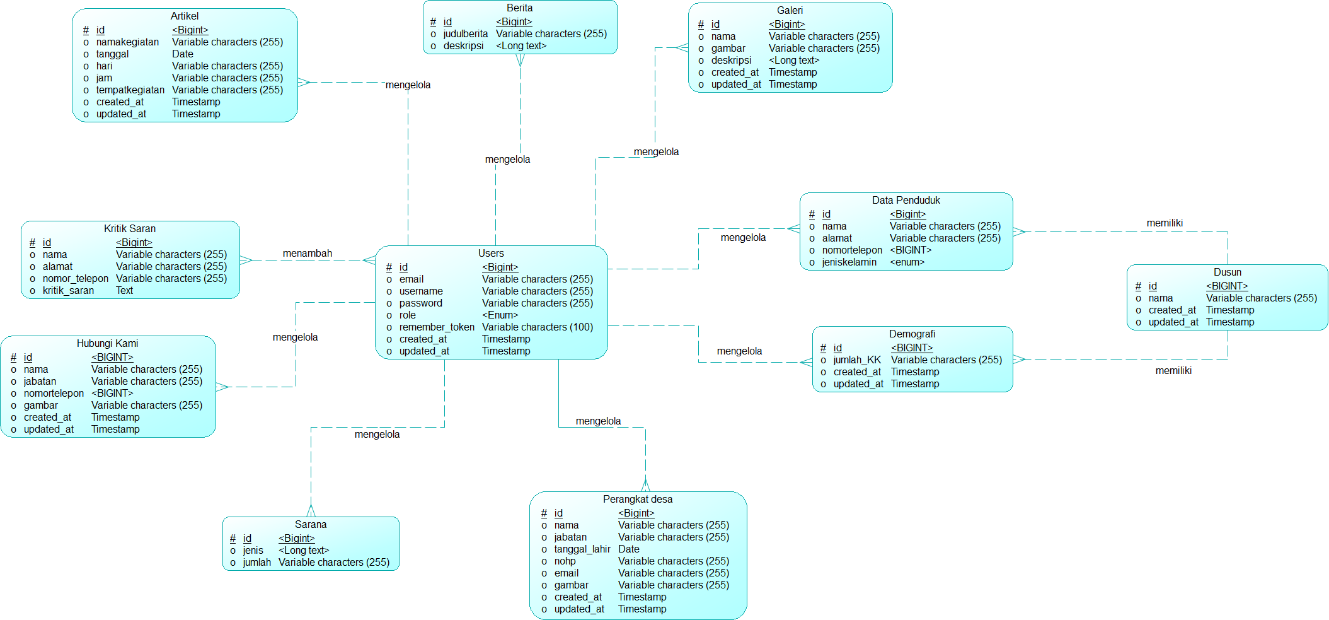 Artikel
# id <Bigint>
o namakegiatan Variable characters (255)
o tanggal Date
o hari Variable characters (255)
o jam Variable characters (255)
o tempatkegiatan Variable characters (255)
o created_at Timestamp
o updated_at Timestamp
Berita
# id <Bigint>
o judulberita Variable characters (255)
o deskripsi <Long text>
Galeri
# id <Bigint>
o nama Variable characters (255)
o gambar Variable characters (255)
o deskripsi <Long text>
o created_at Timestamp
o updated_at Timestamp
mengelola
mengelola
mengelola
Kritik Saran
# id <Bigint>
o nama Variable characters (255)
o alamat Variable characters (255)
o nomor_telepon Variable characters (255)
o kritik_saran Text
menambah
Users
# id <Bigint>
o email Variable characters (255)
o username Variable characters (255)
o password Variable characters (255)
o role <Enum>
o remember_token Variable characters (100)
o created_at Timestamp
o updated_at Timestamp
mengelola
Data Penduduk
# id <Bigint>
o nama Variable characters (255)
o alamat Variable characters (255)
o nomortelepon <BIGINT>
o jeniskelamin <enum>
memiliki
Dusun
# id <BIGINT>
o nama Variable characters (255)
o created_at Timestamp
o updated_at Timestamp
mengelola
Hubungi Kami
# id <BIGINT>
o nama Variable characters (255)
o jabatan Variable characters (255)
o nomortelepon <BIGINT>
o gambar Variable characters (255)
o created_at Timestamp
o updated_at Timestamp
mengelola
Demografi
# id <BIGINT>
o jumlah_KK Variable characters (255)
o created_at Timestamp
o updated_at Timestamp
memiliki
mengelola
mengelola
Sarana
# id <Bigint>
o jenis <Long text>
o jumlah Variable characters (255)
Perangkat desa
# id <Bigint>
o nama Variable characters (255)
o jabatan Variable characters (255)
o tanggal_lahir Date
o nohp Variable characters (255)
o email Variable characters (255)
o gambar Variable characters (255)
o created_at Timestamp
o updated_at Timestamp